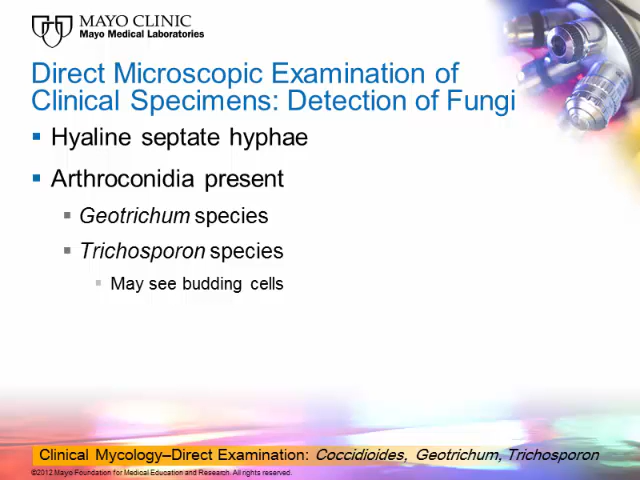 MAYO CLINIC
Mayo Medical Laboratories
Direct Microscopic Examination of
Clinical Specimens: Detection of Fungi
Hyaline septate hyphae
Arthroconidia present
Geotrichum species
Trichosporon species
May see budding cells
Clinical Mycology–Direct Examination: Coccidioides, Geotrichum, Trichosporon
©2012 Mayo Foundation for Medical Education and Research. All rights reserved.